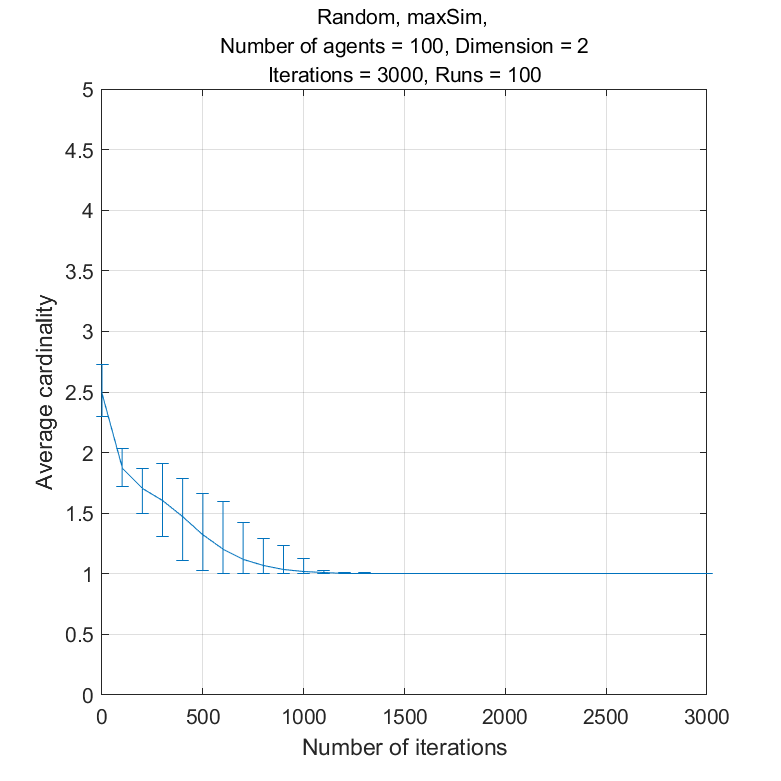 Random, maxSim,
Number of agents = 100, Dimension = 2
Iterations = 3000, Runs = 100
5
4.5
4
3.5
3
2.5
2
1.5
1
0.5
0
Average cardinality
0 500 1000 1500 2000 2500 3000
Number of iterations